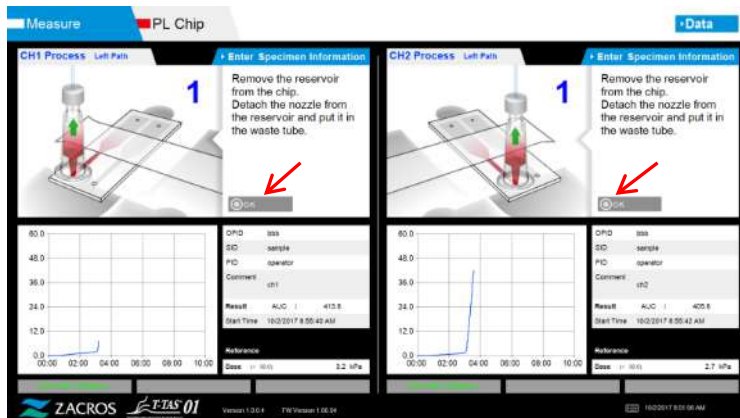 Measure
PL Chip
Data
CH1 Process Left Path
Enter Specimen Information
1
Remove the reservoir
from the chip.
Detach the nozzle from
the reservoir and put it in
the waste tube.
OK
60.0
48.0
36.0
24.0
12.0
0.0
00:00 02:00 04:00 06:00 08:00 10:00
OPID bbb
SID sample
PID operator
Comment
ch1
Result AUC : 413.8
Start Time 10/2/2017 8:55:42 AM
Reference
Base 3.2 kPa
CH2 Process Left Path
Enter Specimen Information
1
Remove the reservoir
from the chip.
Detach the nozzle from
the reservoir and put it in
the waste tube.
OK
60.0
48.0
36.0
24.0
12.0
0.0
00:00 02:00 04:00 06:00 08:00 10:00
OPID bbb
SID sample
PID operator
Comment
ch2
Result AUC :
Start Time 10/2/2017 8:55:42 AM
Reference
Base 2.7 kPa
ZACROS T-TAS 01